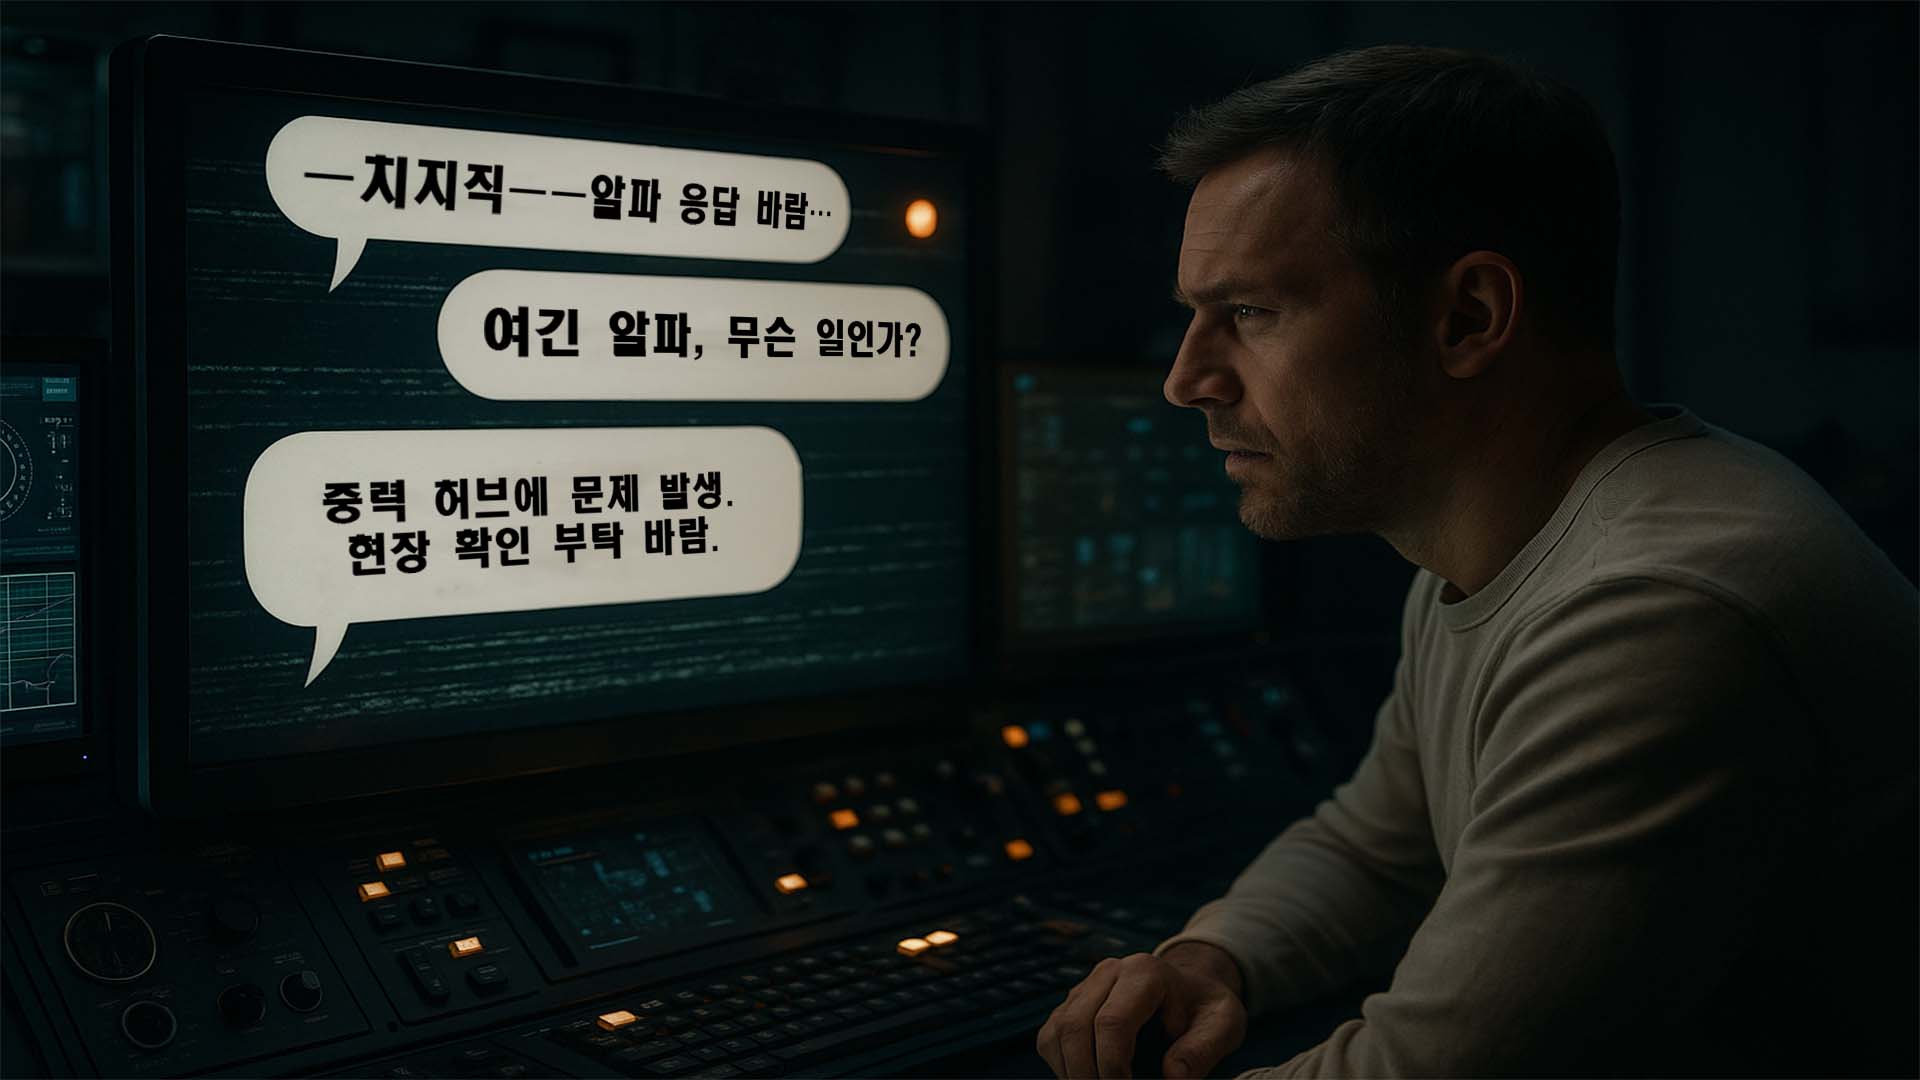 —치지직———알파 응답 바람…
여긴 알파, 무슨 일인가?
중력 허브에 문제 발생.
현장 확인 부탁 바람.